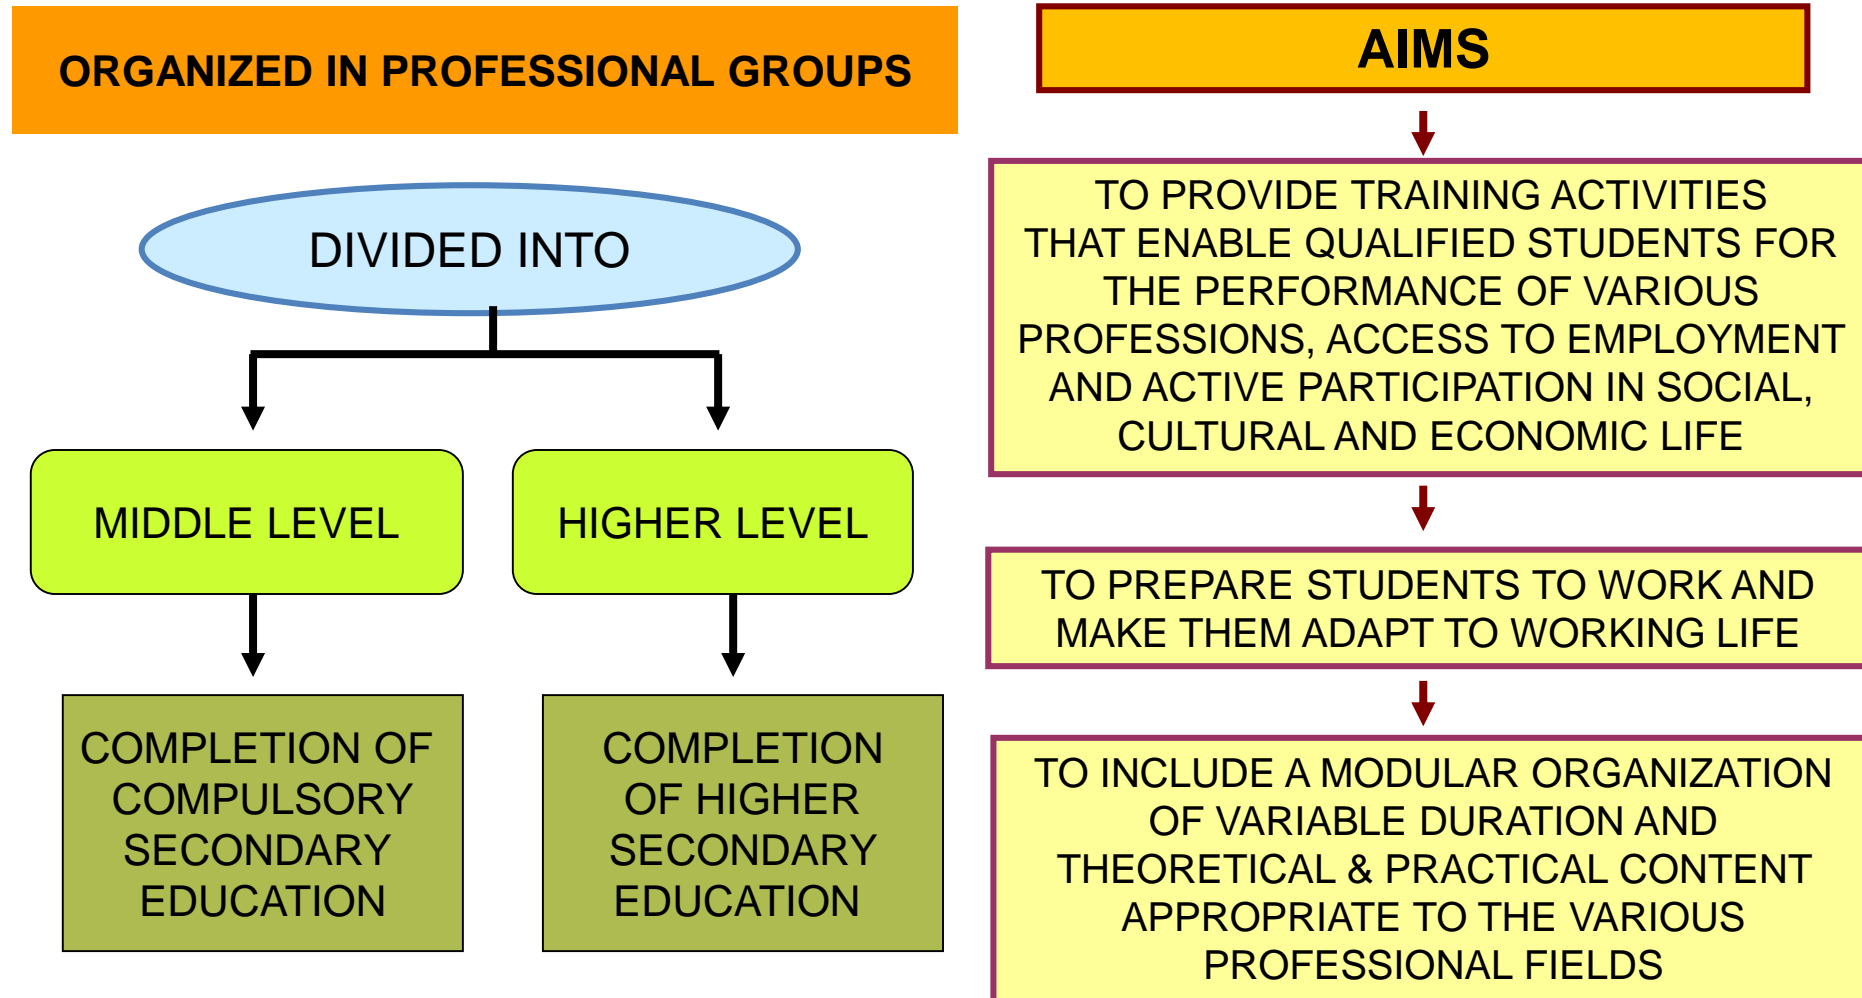 ORGANIZED IN PROFESSIONAL GROUPS
DIVIDED INTO
MIDDLE LEVEL
HIGHER LEVEL
COMPLETION OF
COMPULSORY
SECONDARY
EDUCATION
COMPLETION
OF HIGHER
SECONDARY
EDUCATION
AIMS
TO PROVIDE TRAINING ACTIVITIES
THAT ENABLE QUALIFIED STUDENTS FOR
THE PERFORMANCE OF VARIOUS
PROFESSIONS, ACCESS TO EMPLOYMENT
AND ACTIVE PARTICIPATION IN SOCIAL,
CULTURAL AND ECONOMIC LIFE
TO PREPARE STUDENTS TO WORK AND
MAKE THEM ADAPT TO WORKING LIFE
TO INCLUDE A MODULAR ORGANIZATION
OF VARIABLE DURATION AND
THEORETICAL & PRACTICAL CONTENT
APPROPRIATE TO THE VARIOUS
PROFESSIONAL FIELDS